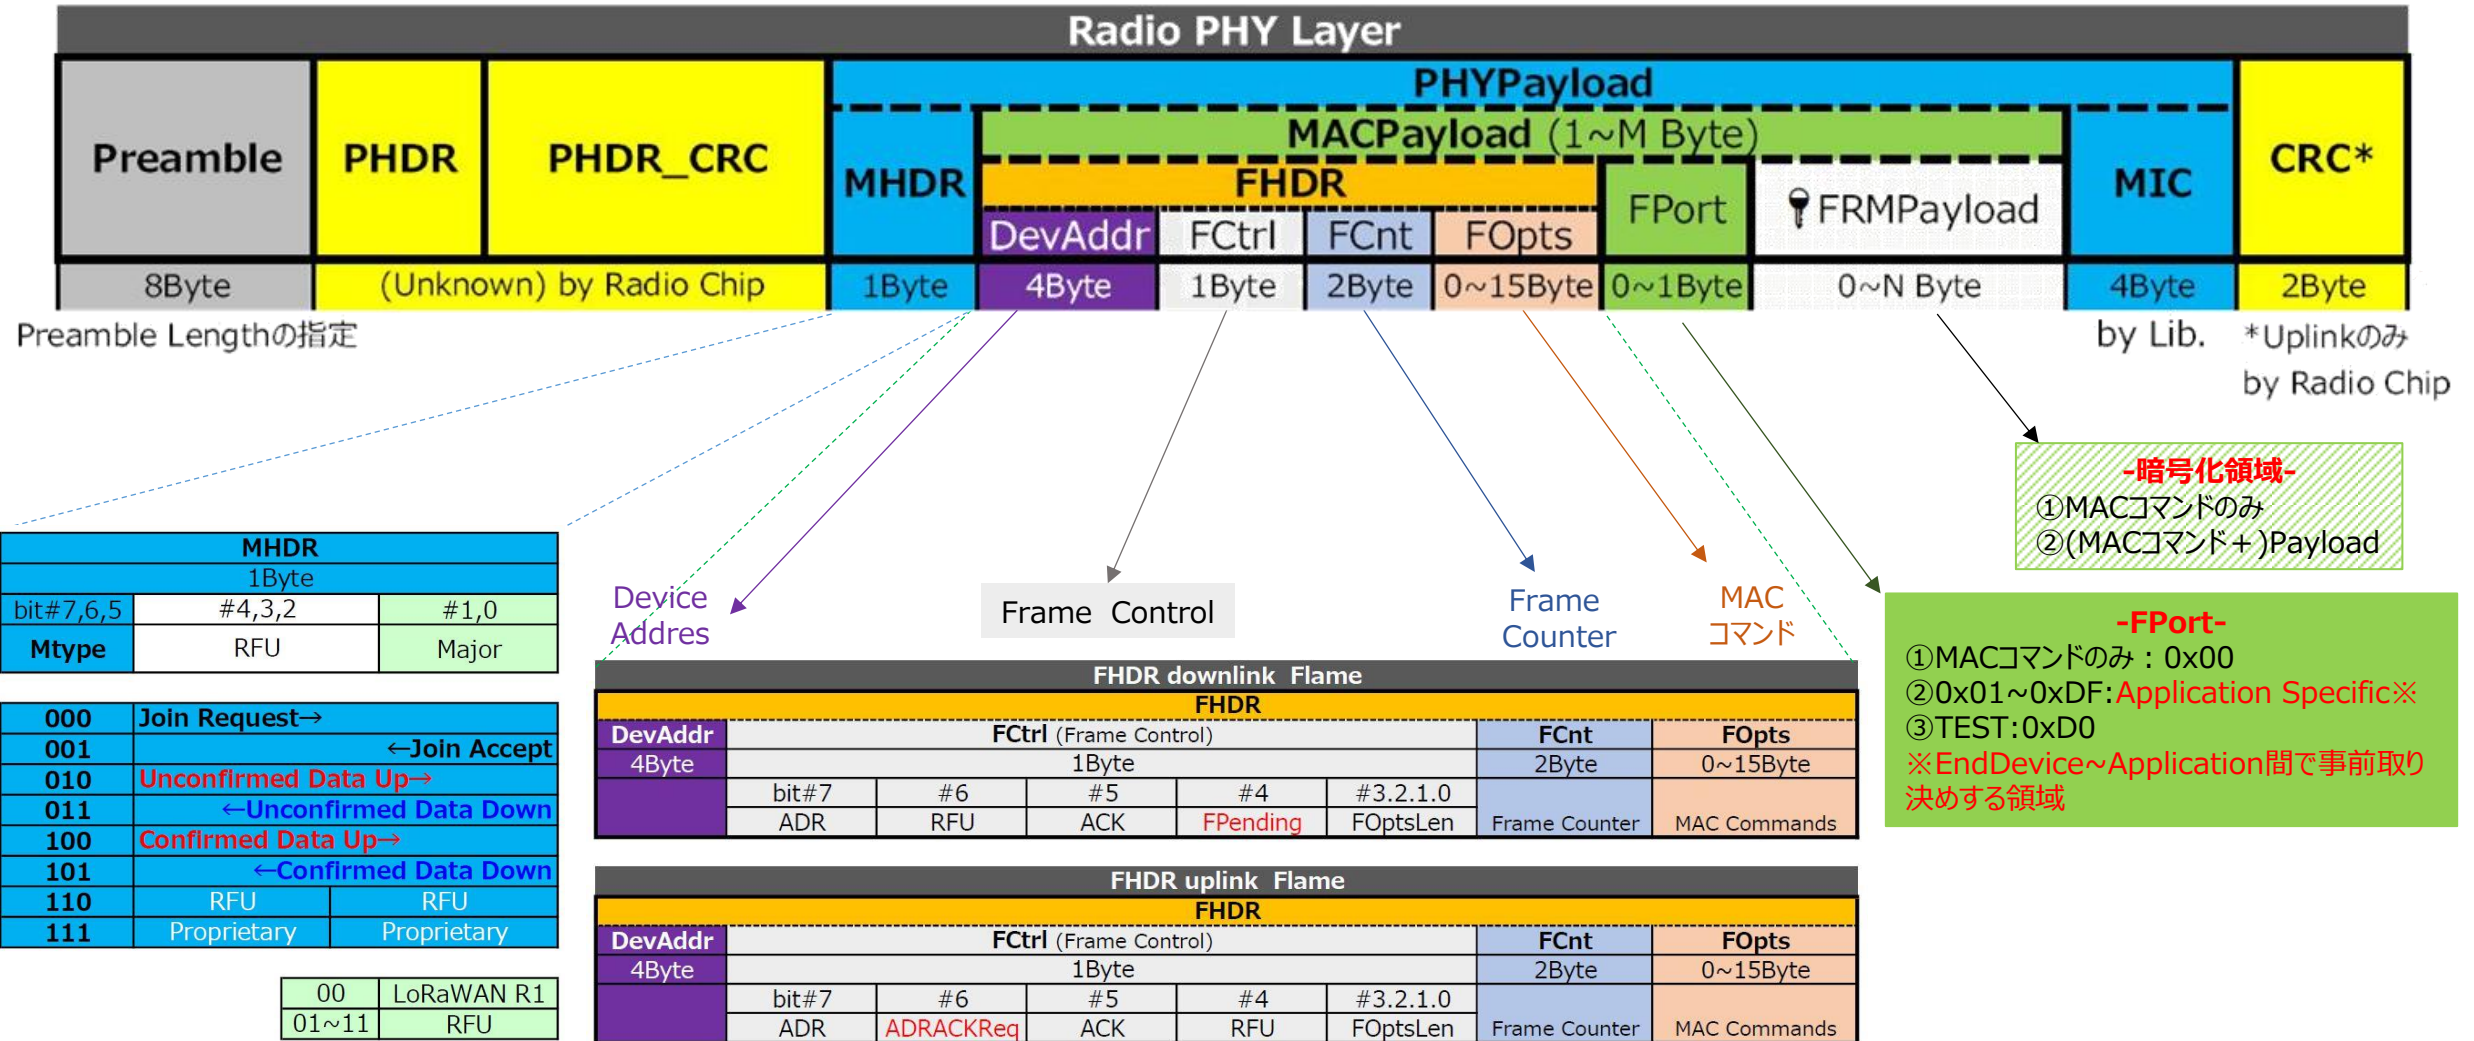 Radio PHY Layer
PHYPayload
MACPayload (1~M Byte)
Preamble PHDR PHDR_CRC MHDR FHDR FPort FRMPayload MIC CRC*
DevAddr FCtrl FCnt FOpts
8Byte (Unknown) by Radio Chip 1Byte 4Byte 1Byte 2Byte 0~15Byte 0~1Byte 0~N Byte 4Byte 2Byte
Preamble Lengthの指定
by Lib.
*Uplinkのみ
by Radio Chip
-暗号化領域-
①MACコマンドのみ
②(MACコマンド+)Payload
Device
Addres
Frame Control
Frame
Counter
MAC
コマンド
-FPort-
①MACコマンドのみ:0x00
②0x01~0xDF:Application Specific※
③TEST:0xD0
※EndDevice~Application間で事前取り
決めする領域
MHDR
1Byte
bit#7,6,5 #4,3,2 #1,0
Mtype RFU Major
000 Join Request→
001 ←Join Accept
010 Unconfirmed Data Up→
011 ←Unconfirmed Data Down
100 Confirmed Data Up→
101 ←Confirmed Data Down
110 RFU RFU
111 Proprietary Proprietary
00 LoRaWAN R1
01~11 RFU
FHDR downlink Flame
FHDR
DevAddr FCtrl (Frame Control) FCnt FOpts
4Byte 1Byte 2Byte 0~15Byte
bit#7 #6 #5 #4 #3.2.1.0
ADR RFU ACK FPending FOptsLen Frame Counter MAC Commands
FHDR uplink Flame
FHDR
DevAddr FCtrl (Frame Control) FCnt FOpts
4Byte 1Byte 2Byte 0~15Byte
bit#7 #6 #5 #4 #3.2.1.0
ADR ADRACKReq ACK RFU FOptsLen Frame Counter MAC Commands